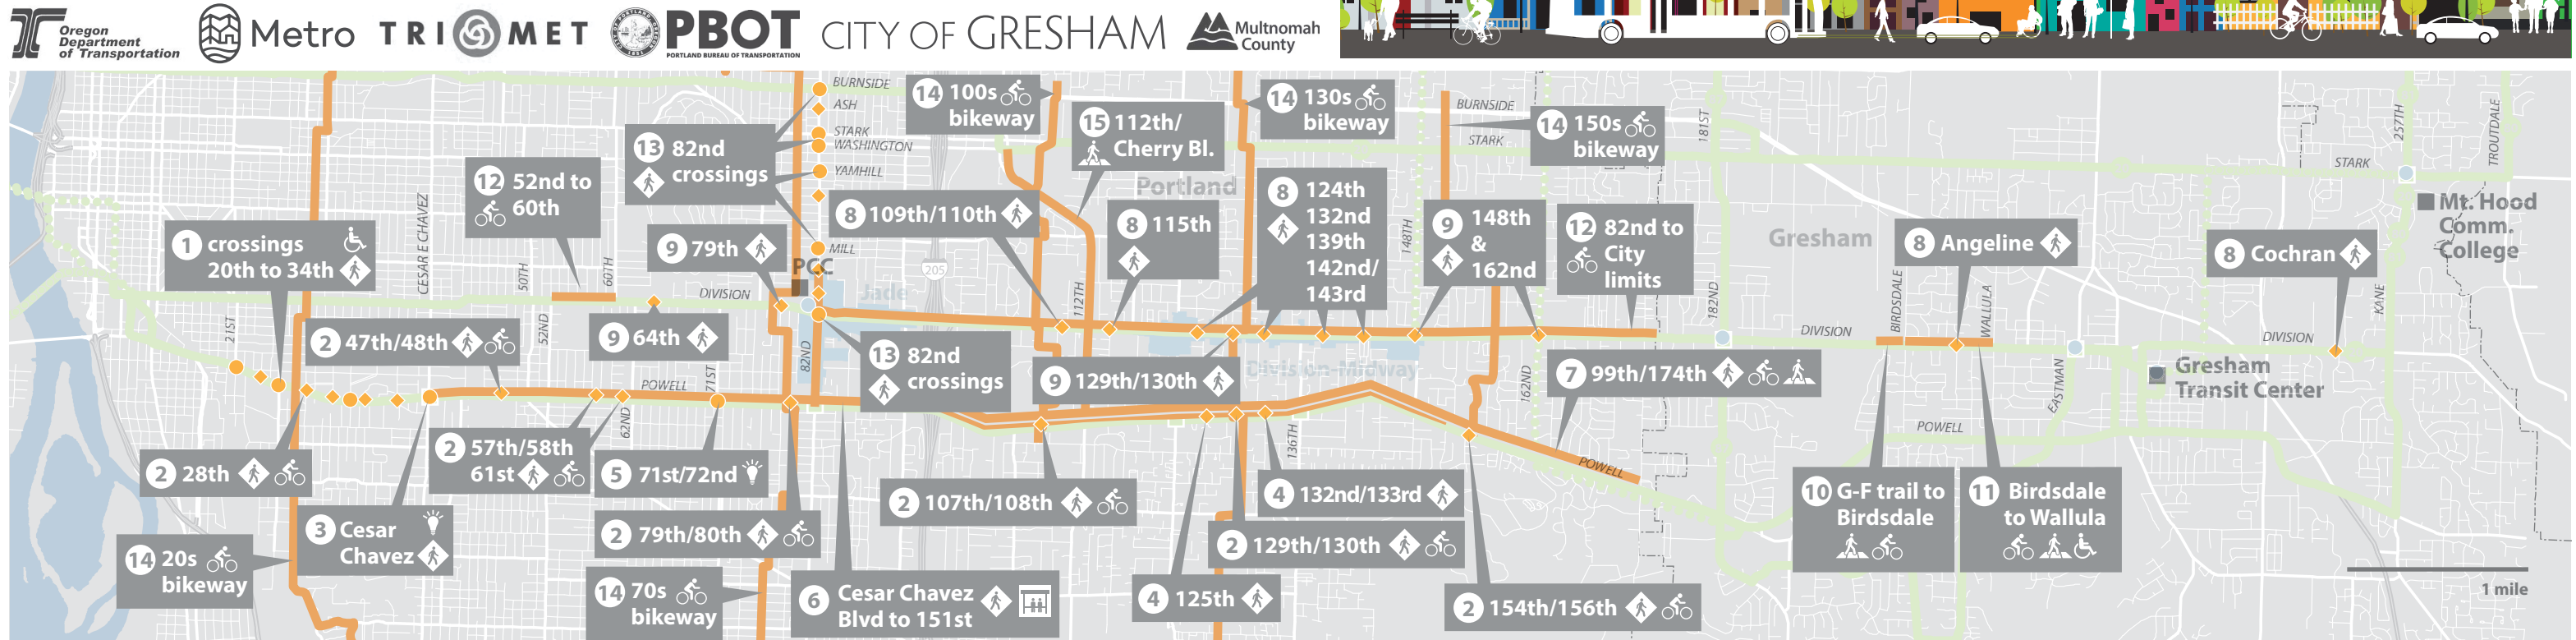 Oregon
Department
of Transportation
Metro
TRI MET
PBOT
PORTLAND BUREAU OF TRANSPORTATION
CITY OF GRESHAM
Multnomah
County
BURNSIDE
ASH
STARK
WASHINGTON
YAMHILL
MILL
14 100s
bikeway
15 112th/
Cherry Bl.
14 130s
bikeway
BURNSIDE
STARK
14 150s
bikeway
181ST
257TH
TROUTDALE
STARK
13 82nd
crossings
12 52nd to
60th
CESAR E CHAVEZ
Portland
8 109th/110th
8 115th
8 124th
132nd
139th
142nd/
143rd
148TH
9 148th
&
162nd
12 82nd to
City
limits
Gresham
8 Angeline
8 Cochran
Mt. Hood
Comm.
College
1 crossings
20th to 34th
9 79th
PCC
205
50TH
60TH
DIVISION
Jade
112TH
182ND
BIRDSDALE
WALLULA
KANE
21ST
2 47th/48th
52ND
9 64th
82ND
13 82nd
crossings
9 129th/130th
Division-Midway
162ND
7 99th/174th
DIVISION
DIVISION
EASTMAN
Gresham
Transit Center
POWELL
71ST
62ND
136TH
POWELL
POWELL
2 28th
2 57th/58th
61st
5 71st/72nd
3 Cesar
Chavez
2 79th/80th
2 107th/108th
4 132nd/133rd
2 129th/130th
10 G-F trail to
Birdsdale
11 Birdsdale
to Wallula
14 20s
bikeway
14 70s
bikeway
6 Cesar Chavez
Blvd to 151st
4 125th
2 154th/156th
1 mile